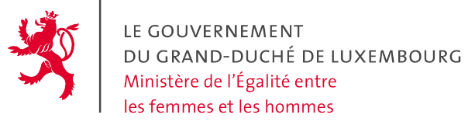 LE GOUVERNEMENT
DU GRAND-DUCHÉ DE LUXEMBOURG
Ministère de l'Égalité entre
les femmes et les hommes